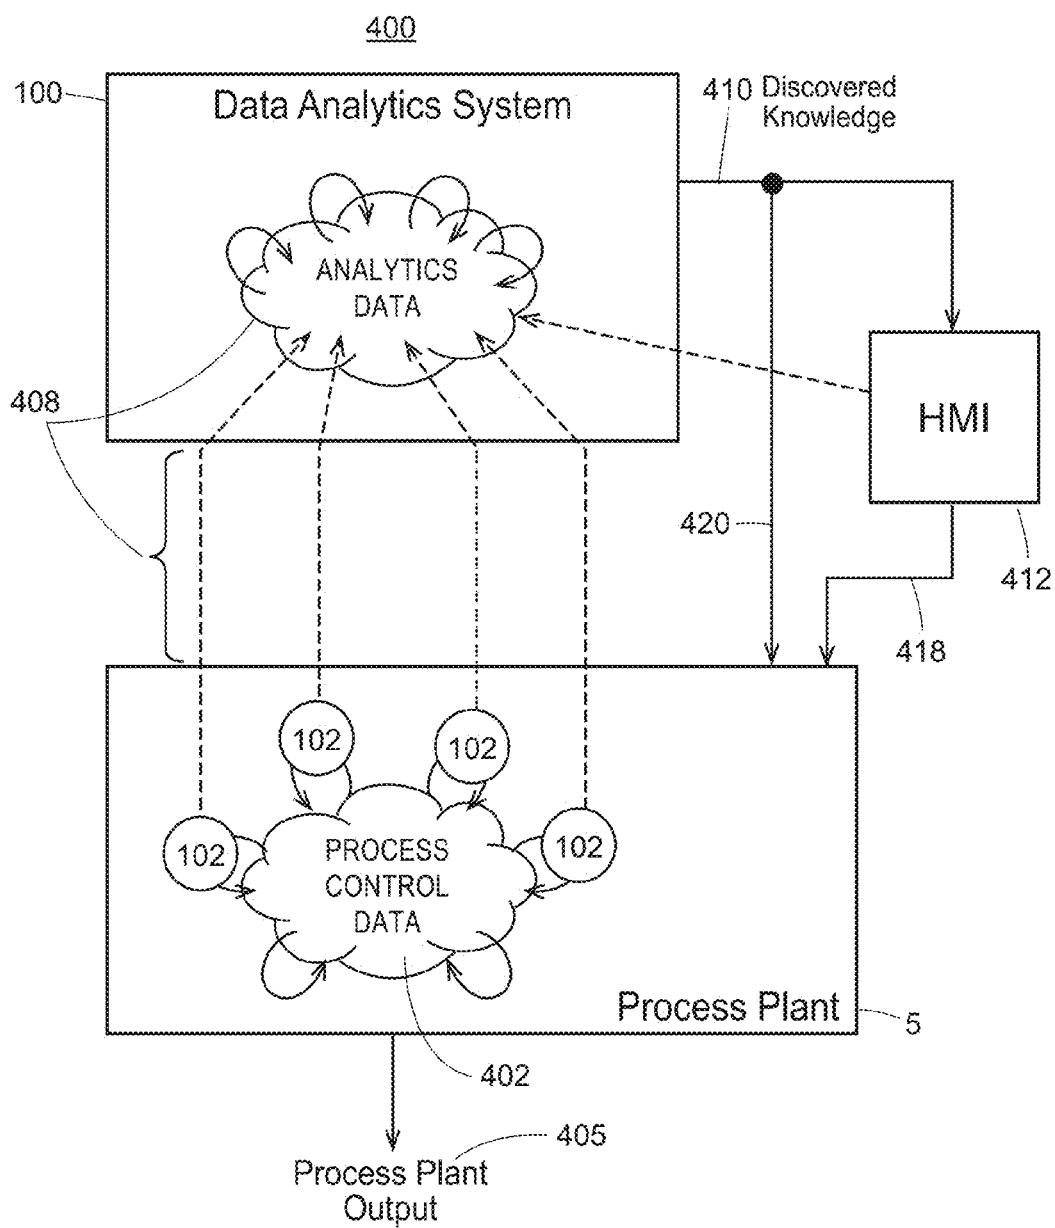 400
100
Data Analytics System
410 Discovered
Knowledge
ANALYTICS
DATA
408
HMI
420
412
418
102
102
102
102
PROCESS
CONTROL
DATA
Process Plant
5
402
405
Process Plant
Output